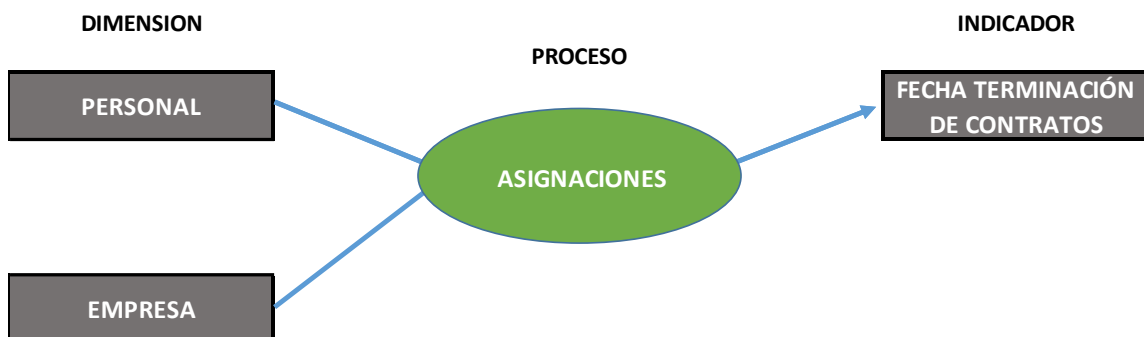 DIMENSION
PROCESO
INDICADOR
PERSONAL
ASIGNACIONES
FECHA TERMINACIÓN
DE CONTRATOS
EMPRESA